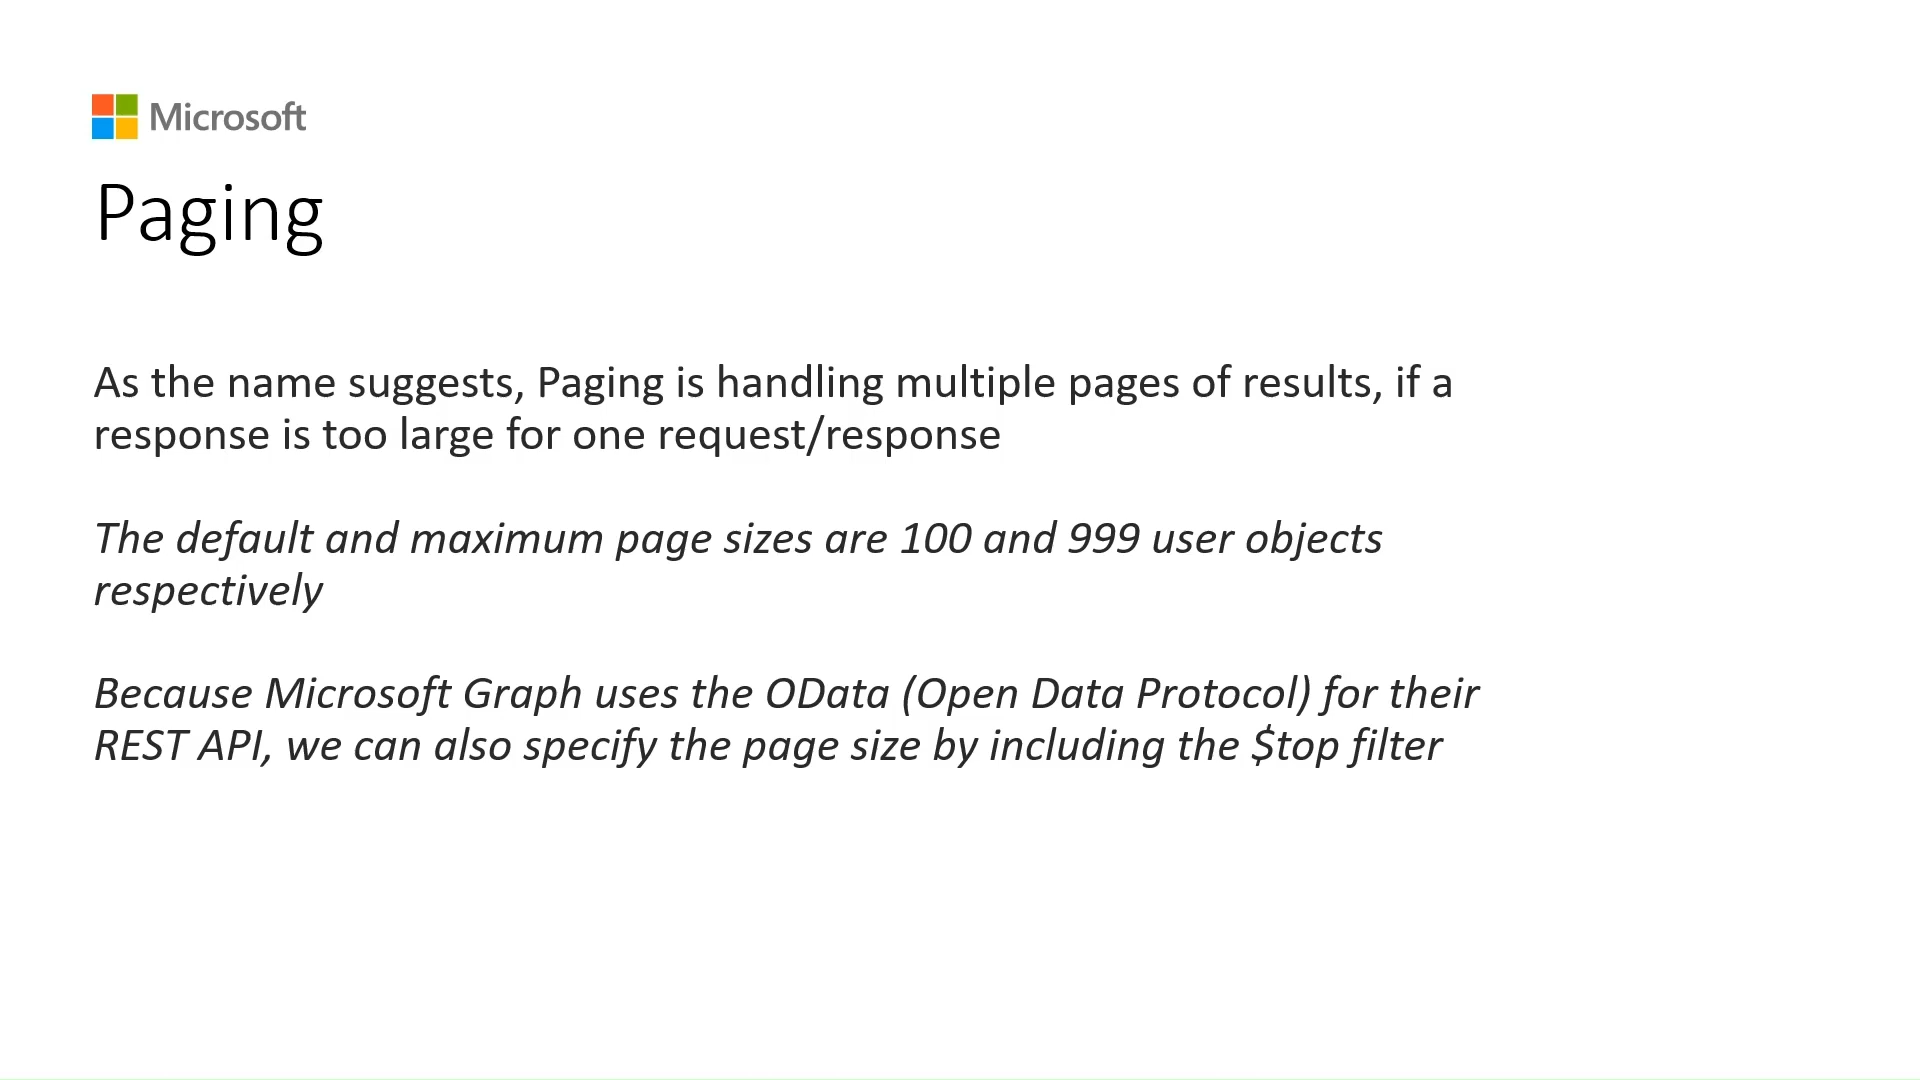 Microsoft
Paging
As the name suggests, Paging is handling multiple pages of results, if a
response is too large for one request/response
The default and maximum page sizes are 100 and 999 user objects
respectively
Because Microsoft Graph uses the OData (Open Data Protocol) for their
REST API, we can also specify the page size by including the $top filter